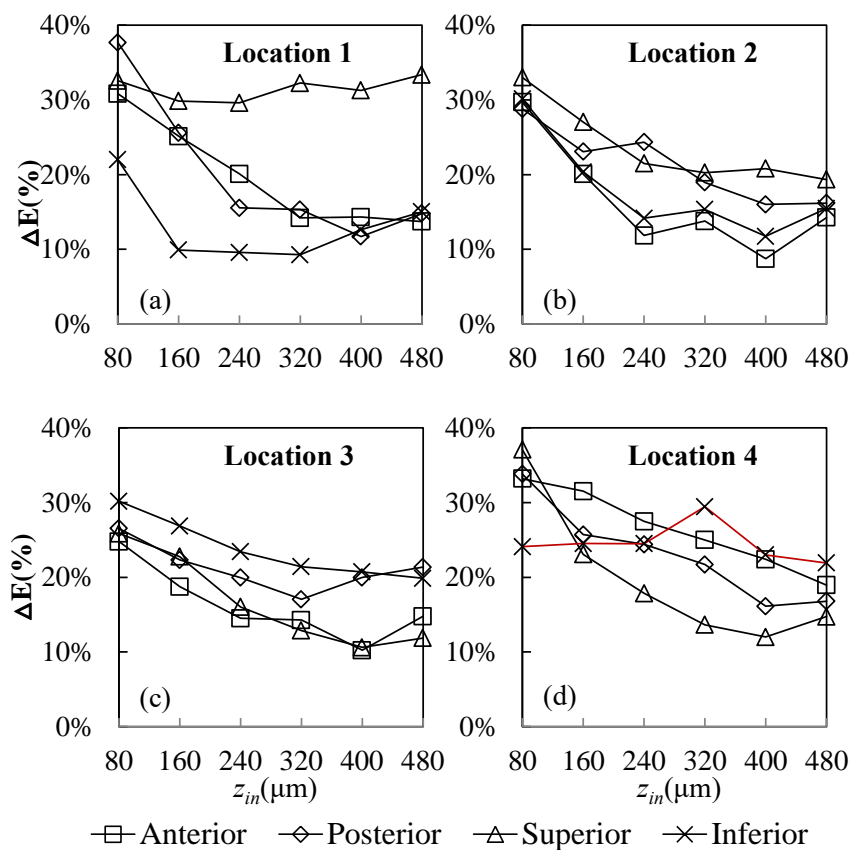 40%
30%
20%
10%
0%
ΔE(%)
Location 1
(a)
80 160 240 320 400 480
40%
30%
20%
10%
0%
Location 2
(b)
80 160 240 320 400 480
40%
30%
20%
10%
0%
ΔE(%)
Location 3
(c)
80 160 240 320 400 480
z_in(μm)
40%
30%
20%
10%
0%
Location 4
(d)
80 160 240 320 400 480
z_in(μm)
Anterior Posterior Superior Inferior